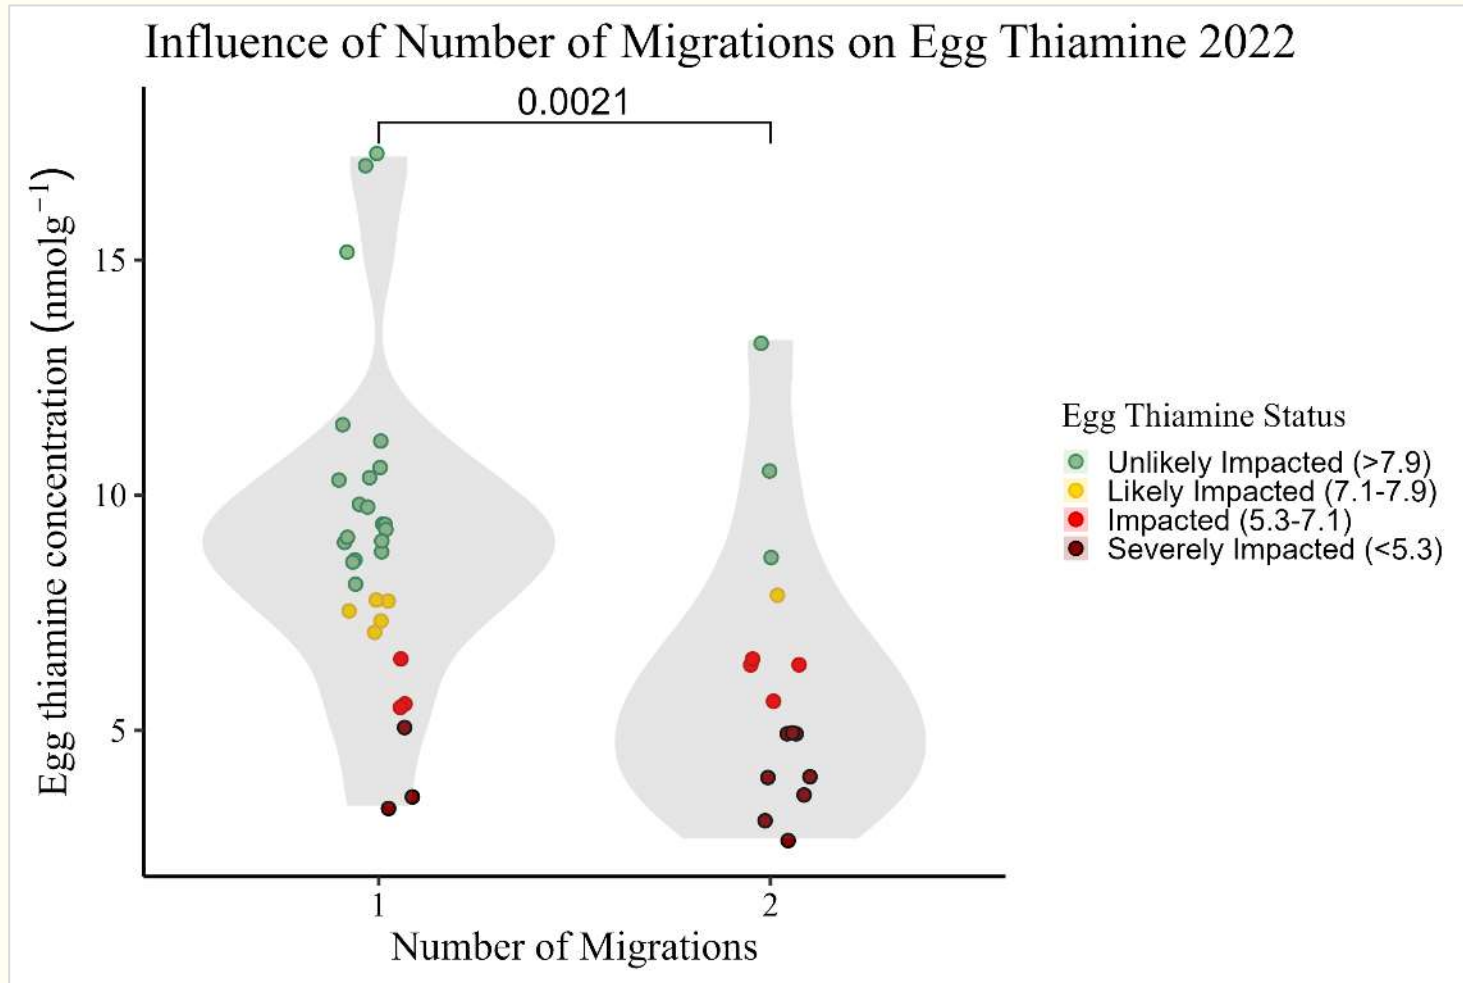 Influence of Number of Migrations on Egg Thiamine 2022
0.0021
Egg thiamine concentration (nmolg⁻¹)
15
10
5
1
2
Number of Migrations
Egg Thiamine Status
Unlikely Impacted (>7.9)
Likely Impacted (7.1-7.9)
Impacted (5.3-7.1)
Severely Impacted (<5.3)